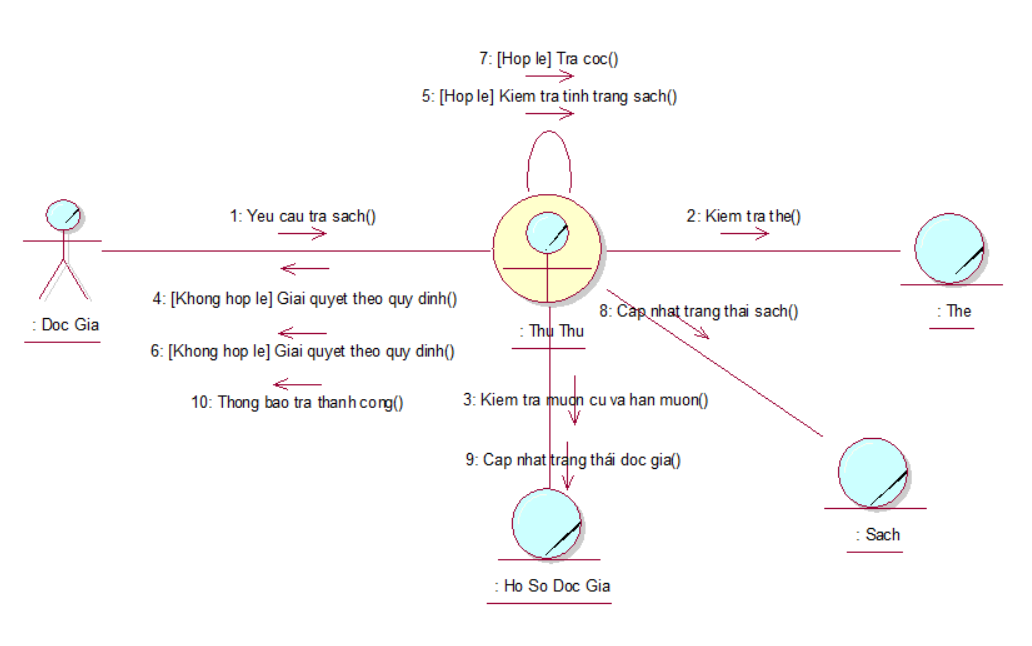 7: [Hop le] Tra coc()
5: [Hop le] Kiem tra tinh trang sach()
1: Yeu cau tra sach()
2: Kiem tra the()
4: [Khong hop le] Giai quyet theo quy dinh()
8: Cap nhat trang thai sach()
: The
: Doc Gia
: Thu Thu
6: [Khong hop le] Giai quyet theo quy dinh()
10: Thong bao tra thanh cong()
3: Kiem tra muon cu va han muon()
9: Cap nhat trang thái doc gia()
: Sach
: Ho So Doc Gia